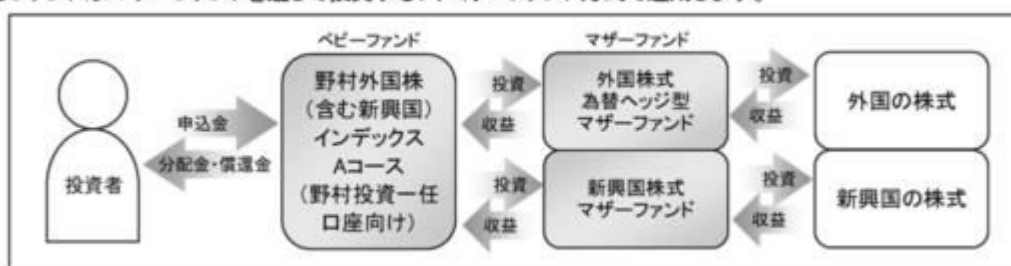 ベビーファンド
マザーファンド
投資者
申込金
分配金・償還金
野村外国株
(含む新興国)
インデックス
Aコース
(野村投資一任
口座向け)
投資
収益
投資
収益
外国株式
為替ヘッジ型
マザーファンド
新興国株式
マザーファンド
投資
収益
投資
収益
外国の株式
新興国の株式